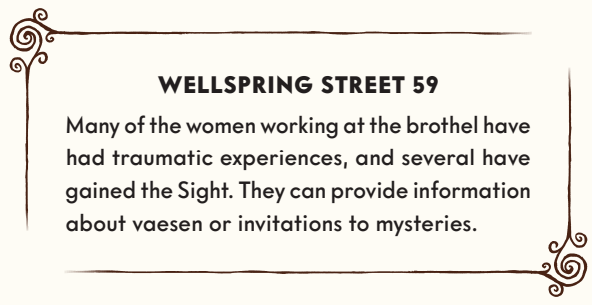 WELLSPRING STREET 59
Many of the women working at the brothel have
had traumatic experiences, and several have
gained the Sight. They can provide information
about vaesen or invitations to mysteries.